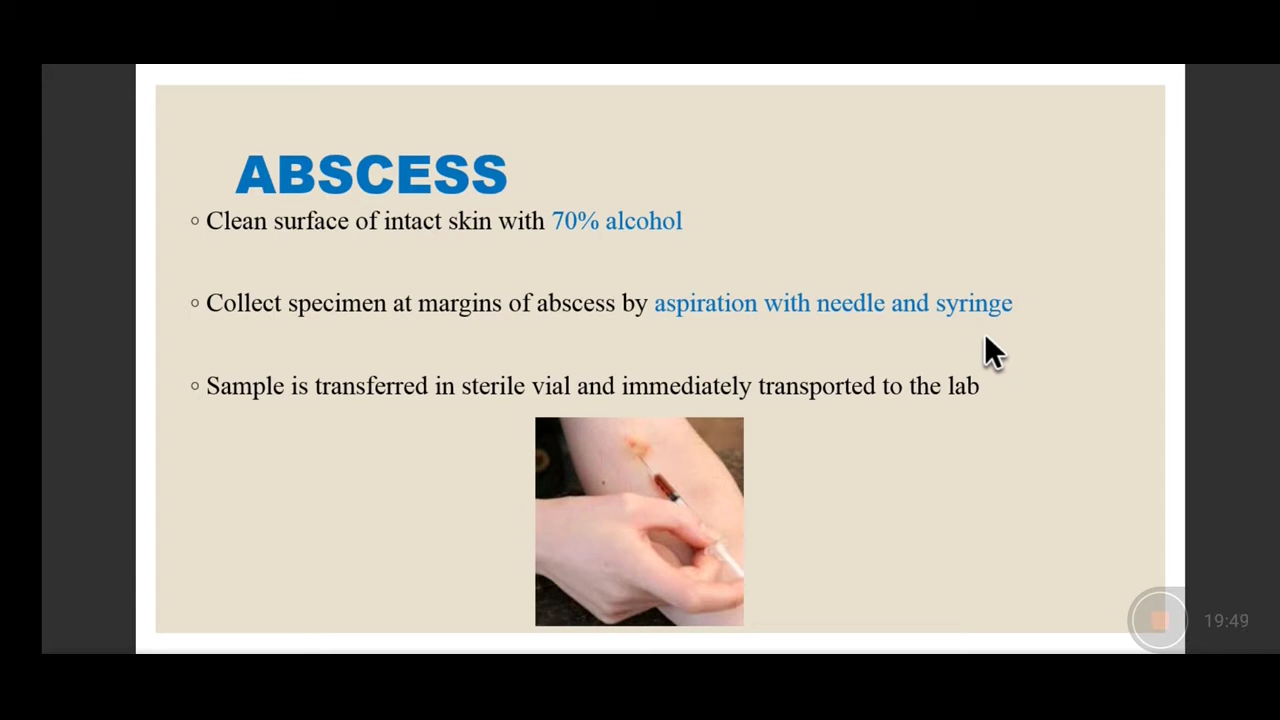 ABSCESS
◦ Clean surface of intact skin with 70% alcohol
◦ Collect specimen at margins of abscess by aspiration with needle and syringe
◦ Sample is transferred in sterile vial and immediately transported to the lab
19:49